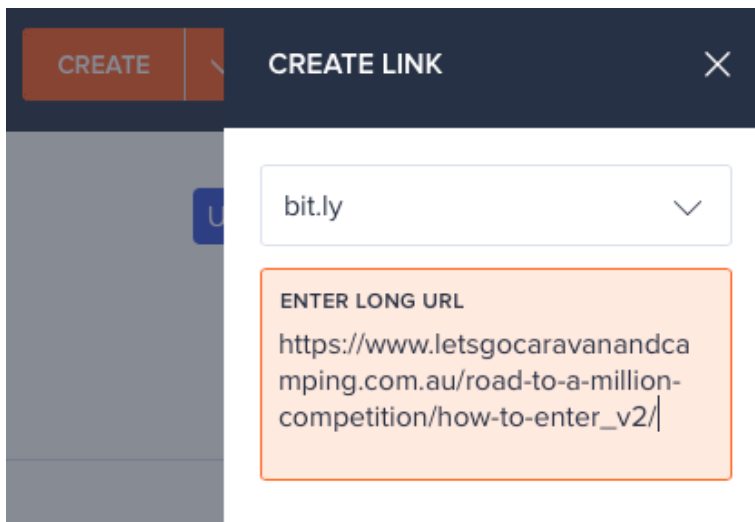 CREATE
CREATE LINK
bit.ly
ENTER LONG URL
https://www.letsgocaravanandca
mping.com.au/road-to-a-million-
competition/how-to-enter_v2/